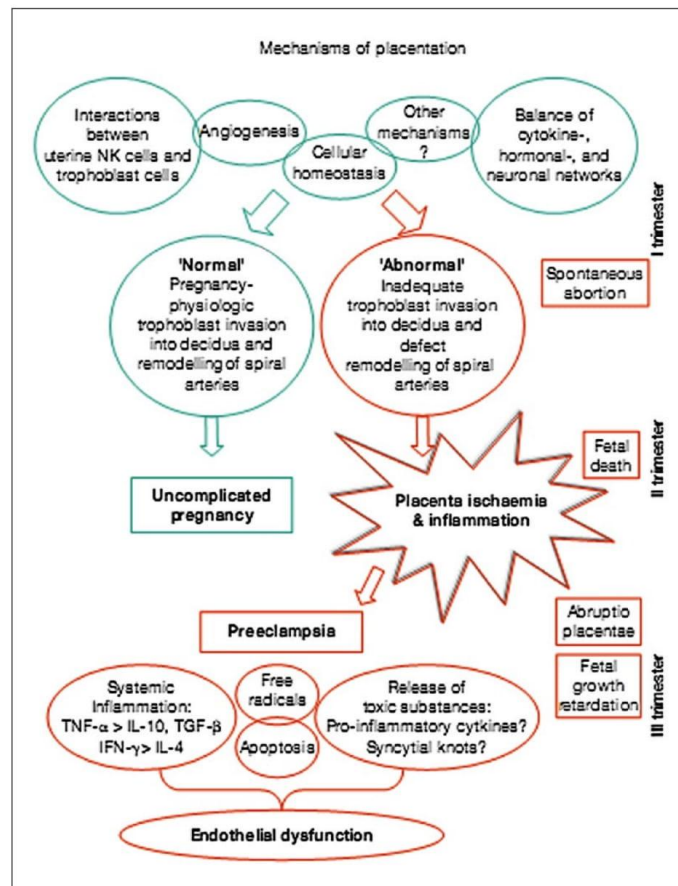 Mechanisms of placentation
Interactions
between
uterine NK cells and
trophoblast cells
Angiogenesis
Cellular
homeostasis
Other
mechanisms
?
Balance of
cytokine-,
hormonal-, and
neuronal networks
I trimester
'Normal'
Pregnancy-
physiologic
trophoblast invasion
into decidua and
remodelling of spiral
arteries
'Abnormal'
Inadequate
trophoblast invasion
into decidua and
defect
remodelling of spiral
arteries
Spontaneous
abortion
Uncomplicated
pregnancy
Placenta ischaemia
& inflammation
Fetal
death
II trimester
Preeclampsia
Abruptio
placentae
Fetal
growth
retardation
III trimester
Systemic
Inflammation:
TNF-α > IL-10, TGF-β
IFN-γ> IL-4
Free
radicals
Apoptosis
Release of
toxic substances:
Pro-inflammatory cytkines?
Syncytial knots?
Endothelial dysfunction